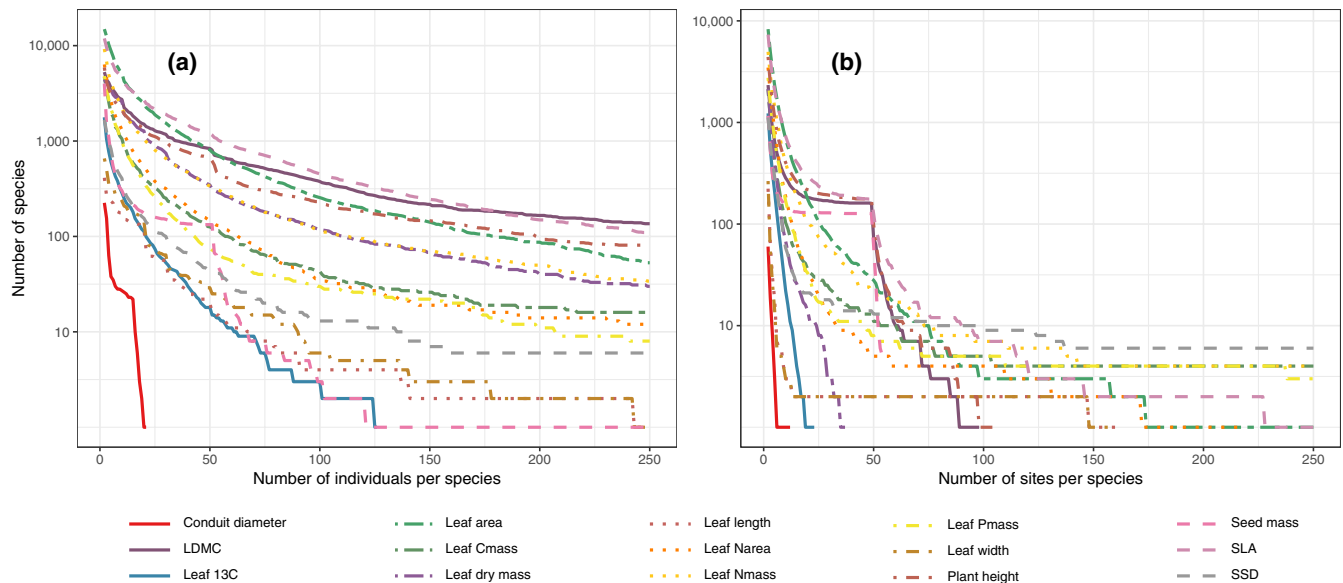 (a)
(b)
Number of species
10,000
1,000
100
10
0
50
100
150
200
250
Number of individuals per species
10,000
1,000
100
10
0
50
100
150
200
250
Number of sites per species
Conduit diameter
LDMC
Leaf 13C
Leaf area
Leaf Cmass
Leaf dry mass
Leaf length
Leaf Narea
Leaf Nmass
Leaf Pmass
Leaf width
Plant height
Seed mass
SLA
SSD